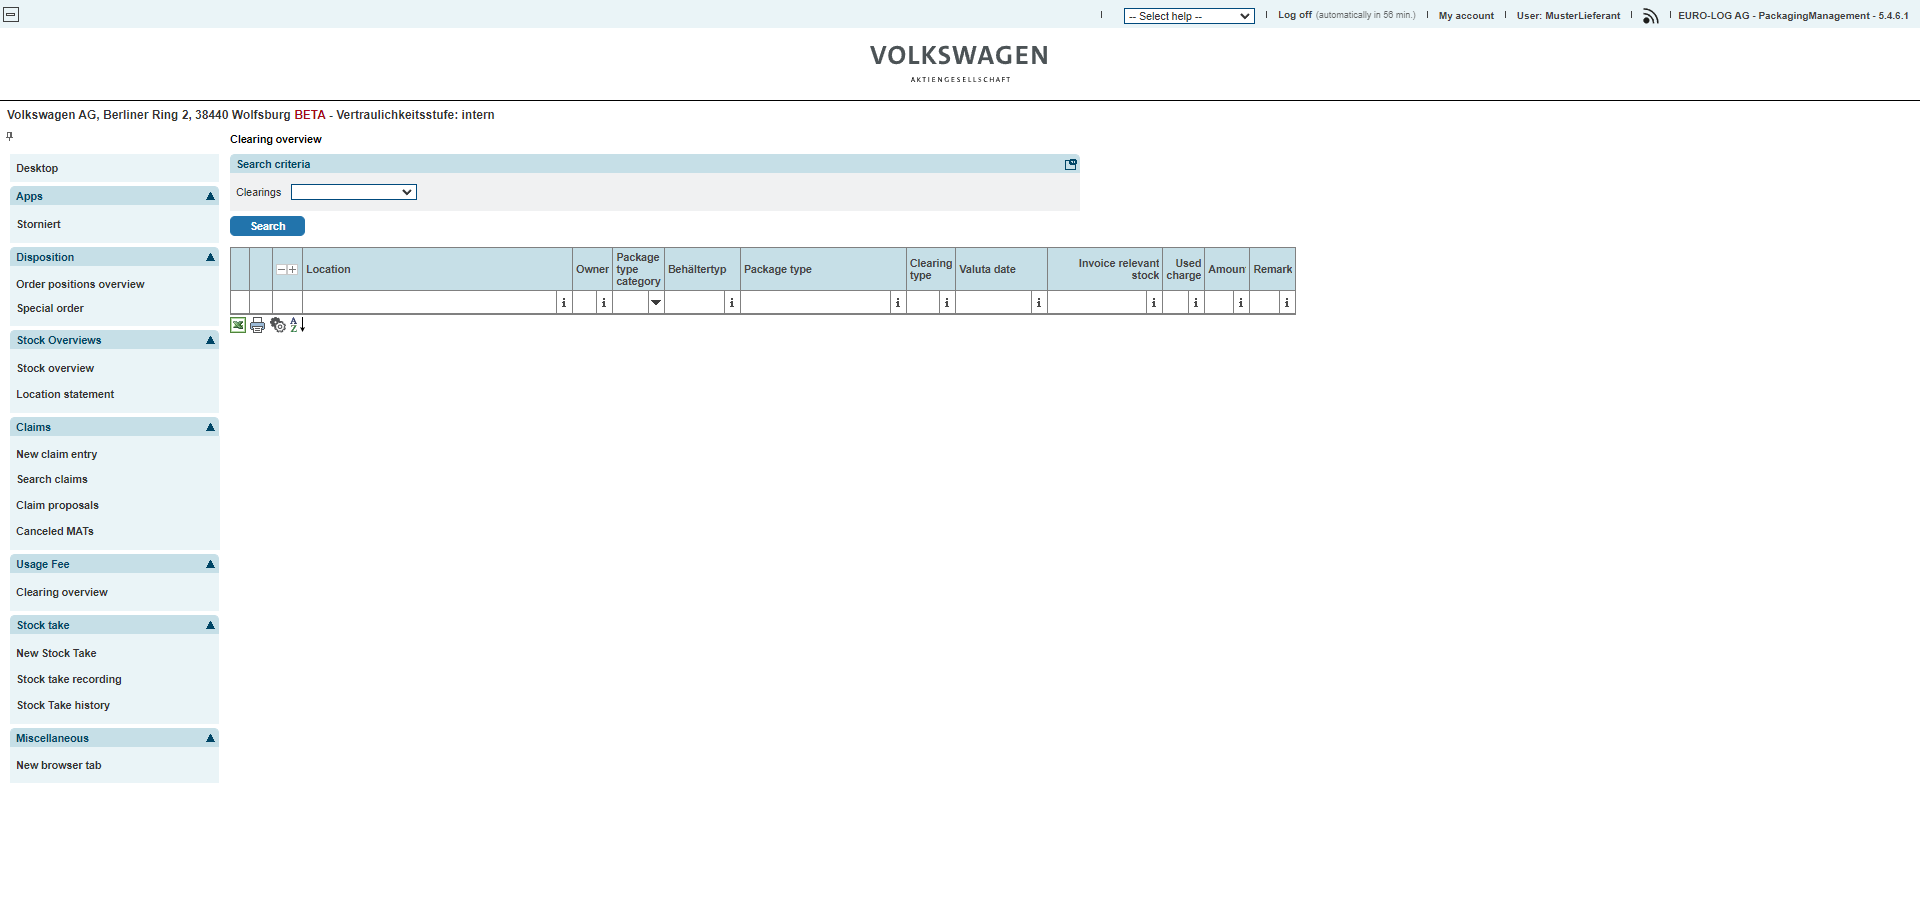 -- Select help --
Log off (automatically in 56 min.)
My account
User: MusterLieferant
EURO-LOG AG - PackagingManagement - 5.4.6.1
VOLKSWAGEN
AKTIENGESELLSCHAFT
Volkswagen AG, Berliner Ring 2, 38440 Wolfsburg BETA - Vertraulichkeitsstufe: intern
Desktop
Apps
Storniert
Disposition
Order positions overview
Special order
Stock Overviews
Stock overview
Location statement
Claims
New claim entry
Search claims
Claim proposals
Canceled MATs
Usage Fee
Clearing overview
Stock take
New Stock Take
Stock take recording
Stock Take history
Miscellaneous
New browser tab
Clearing overview
Search criteria
Clearings
Search
Location
Owner
Package
type
category
Behältertyp
Package type
Clearing
type
Valuta date
Invoice relevant
stock
Used
charge
Amoun
Remark